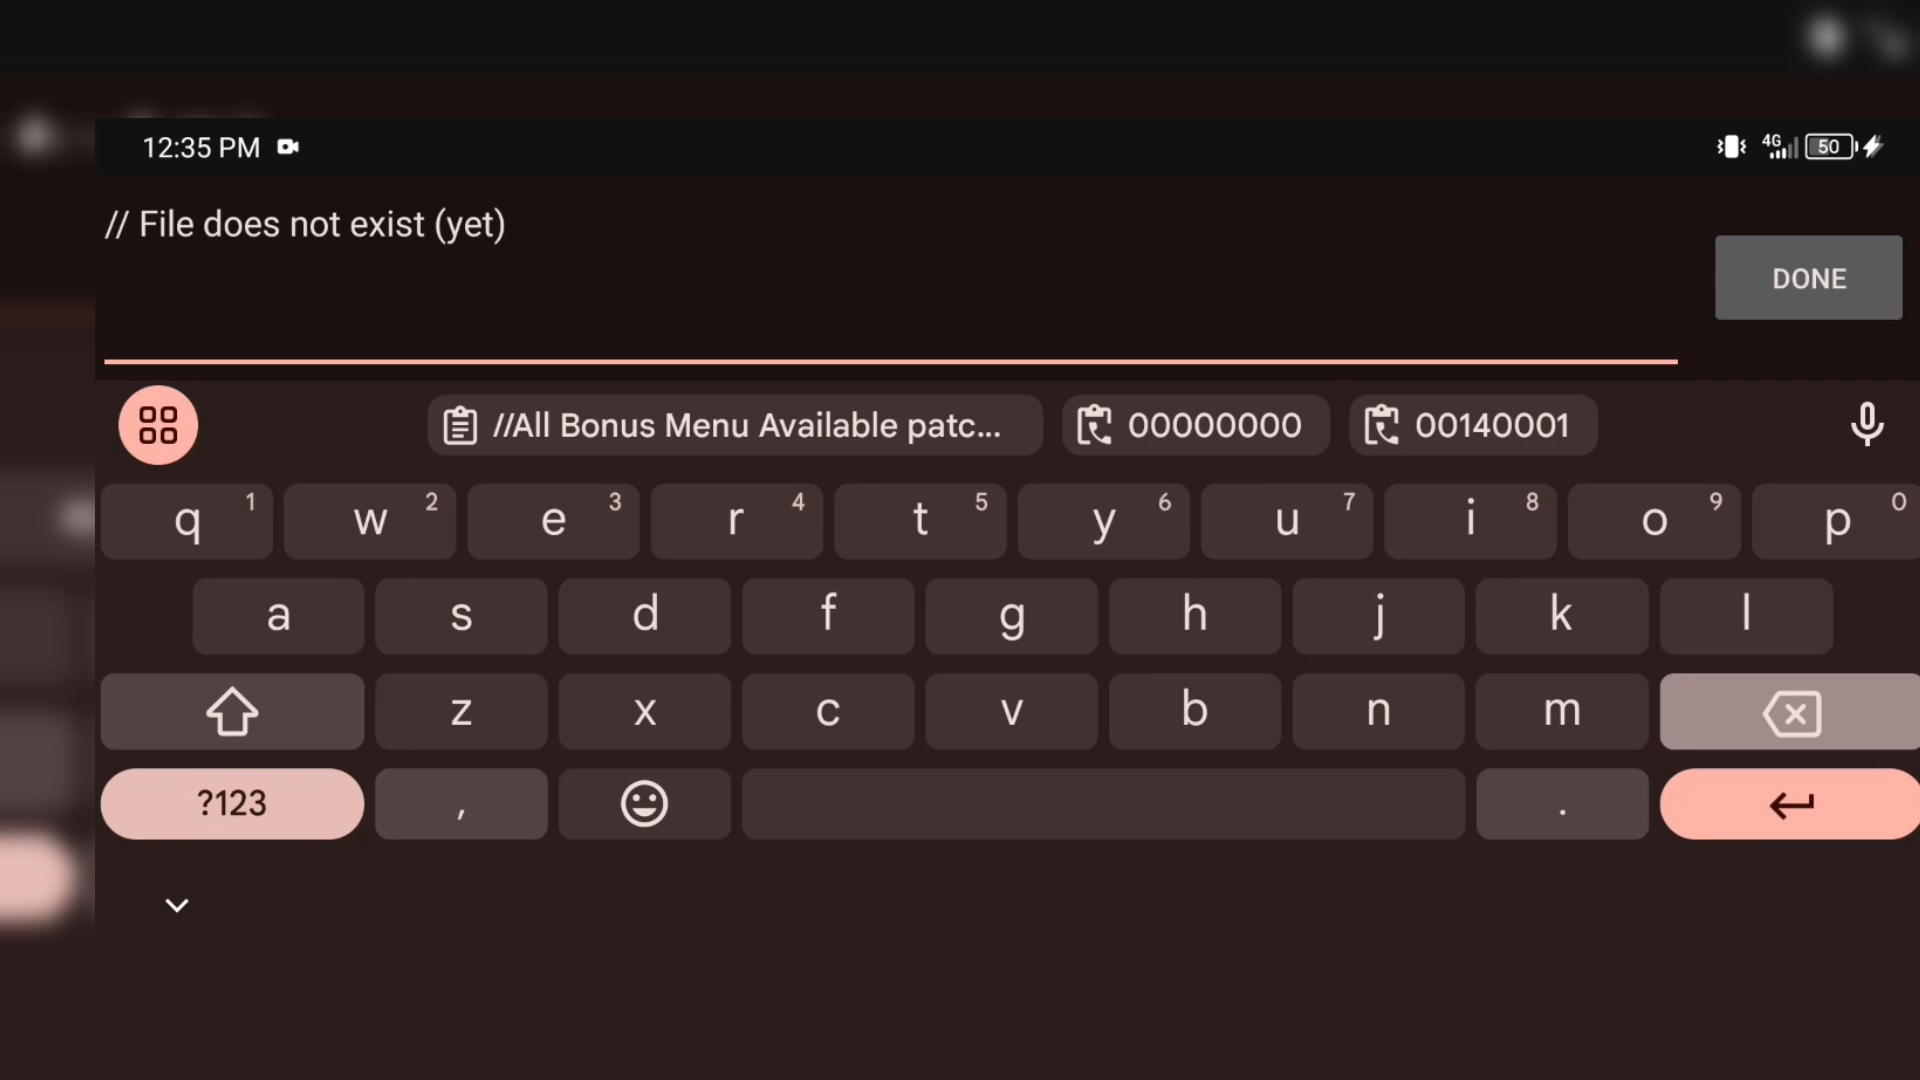 12:35 PM 4G 50
// File does not exist (yet)
DONE
//All Bonus Menu Available patc... 00000000 00140001
q 1 w 2 e 3 r 4 t 5 y 6 u 7 i 8 o 9 p 0
a s d f g h j k l
z x c v b n m
?123 , .